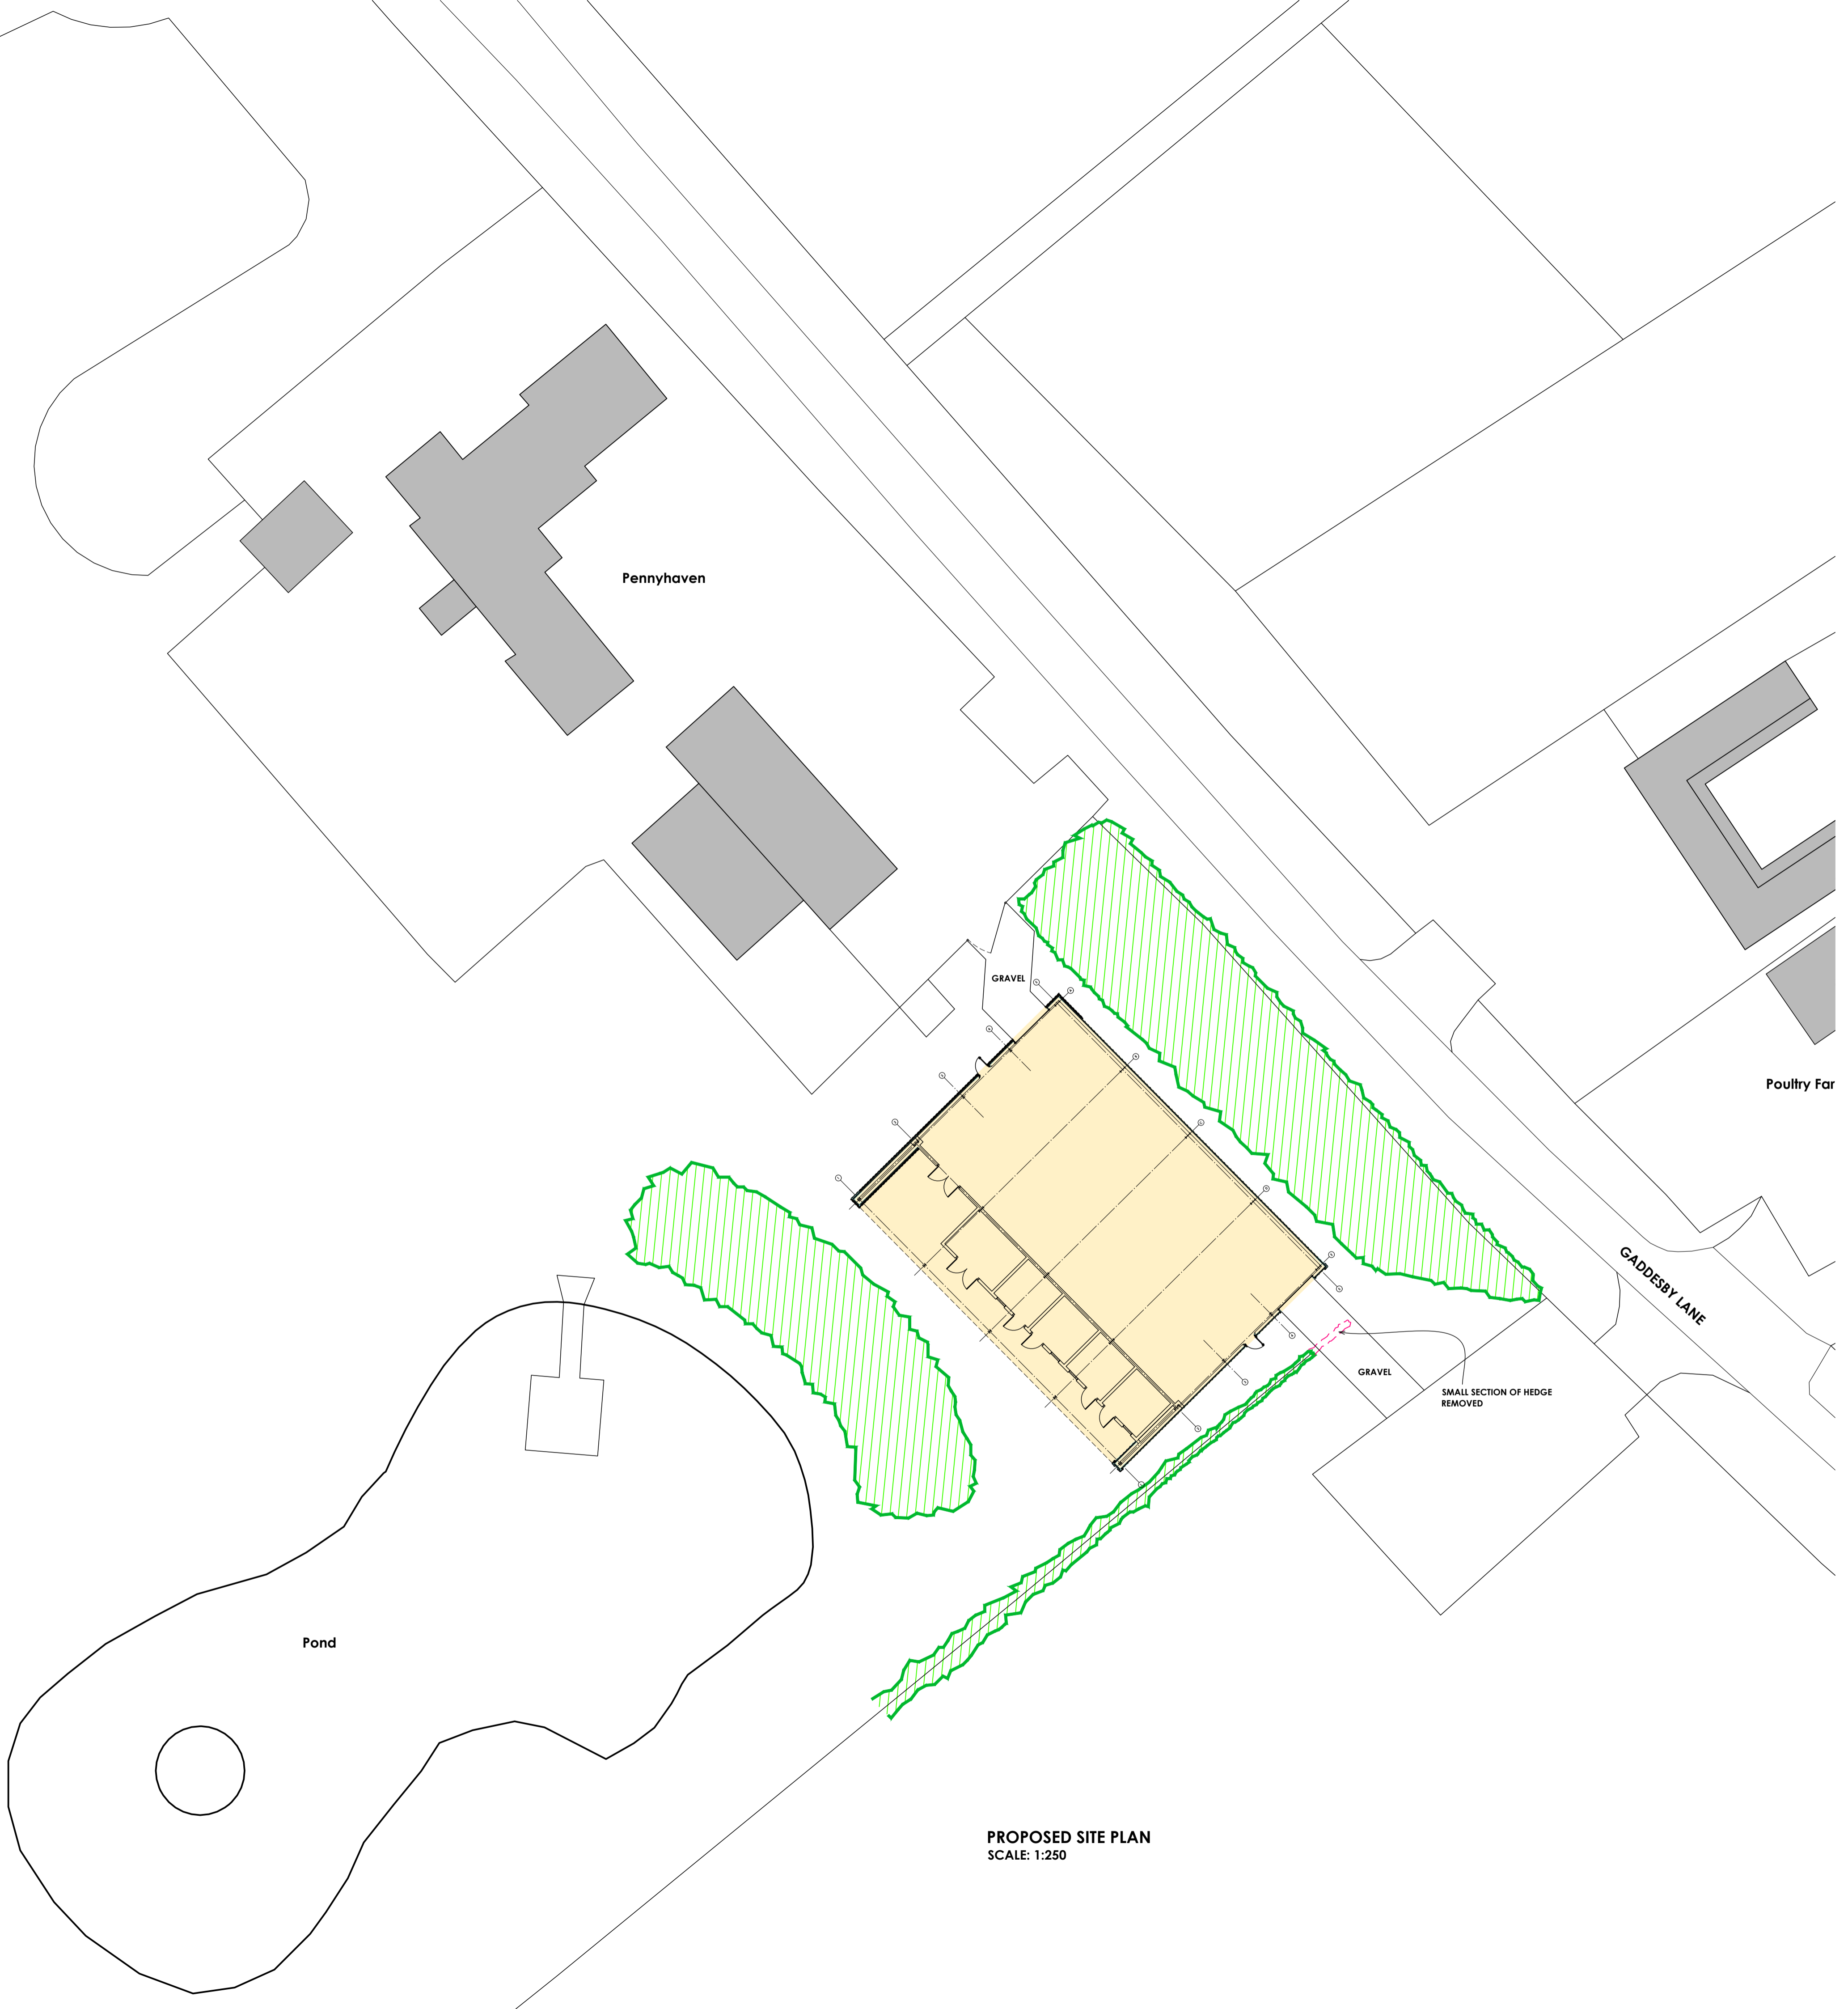 Pennyhaven
GRAVEL
Poultry Far
GADDESBY LANE
GRAVEL
SMALL SECTION OF HEDGE
REMOVED
Pond
PROPOSED SITE PLAN
SCALE: 1:250